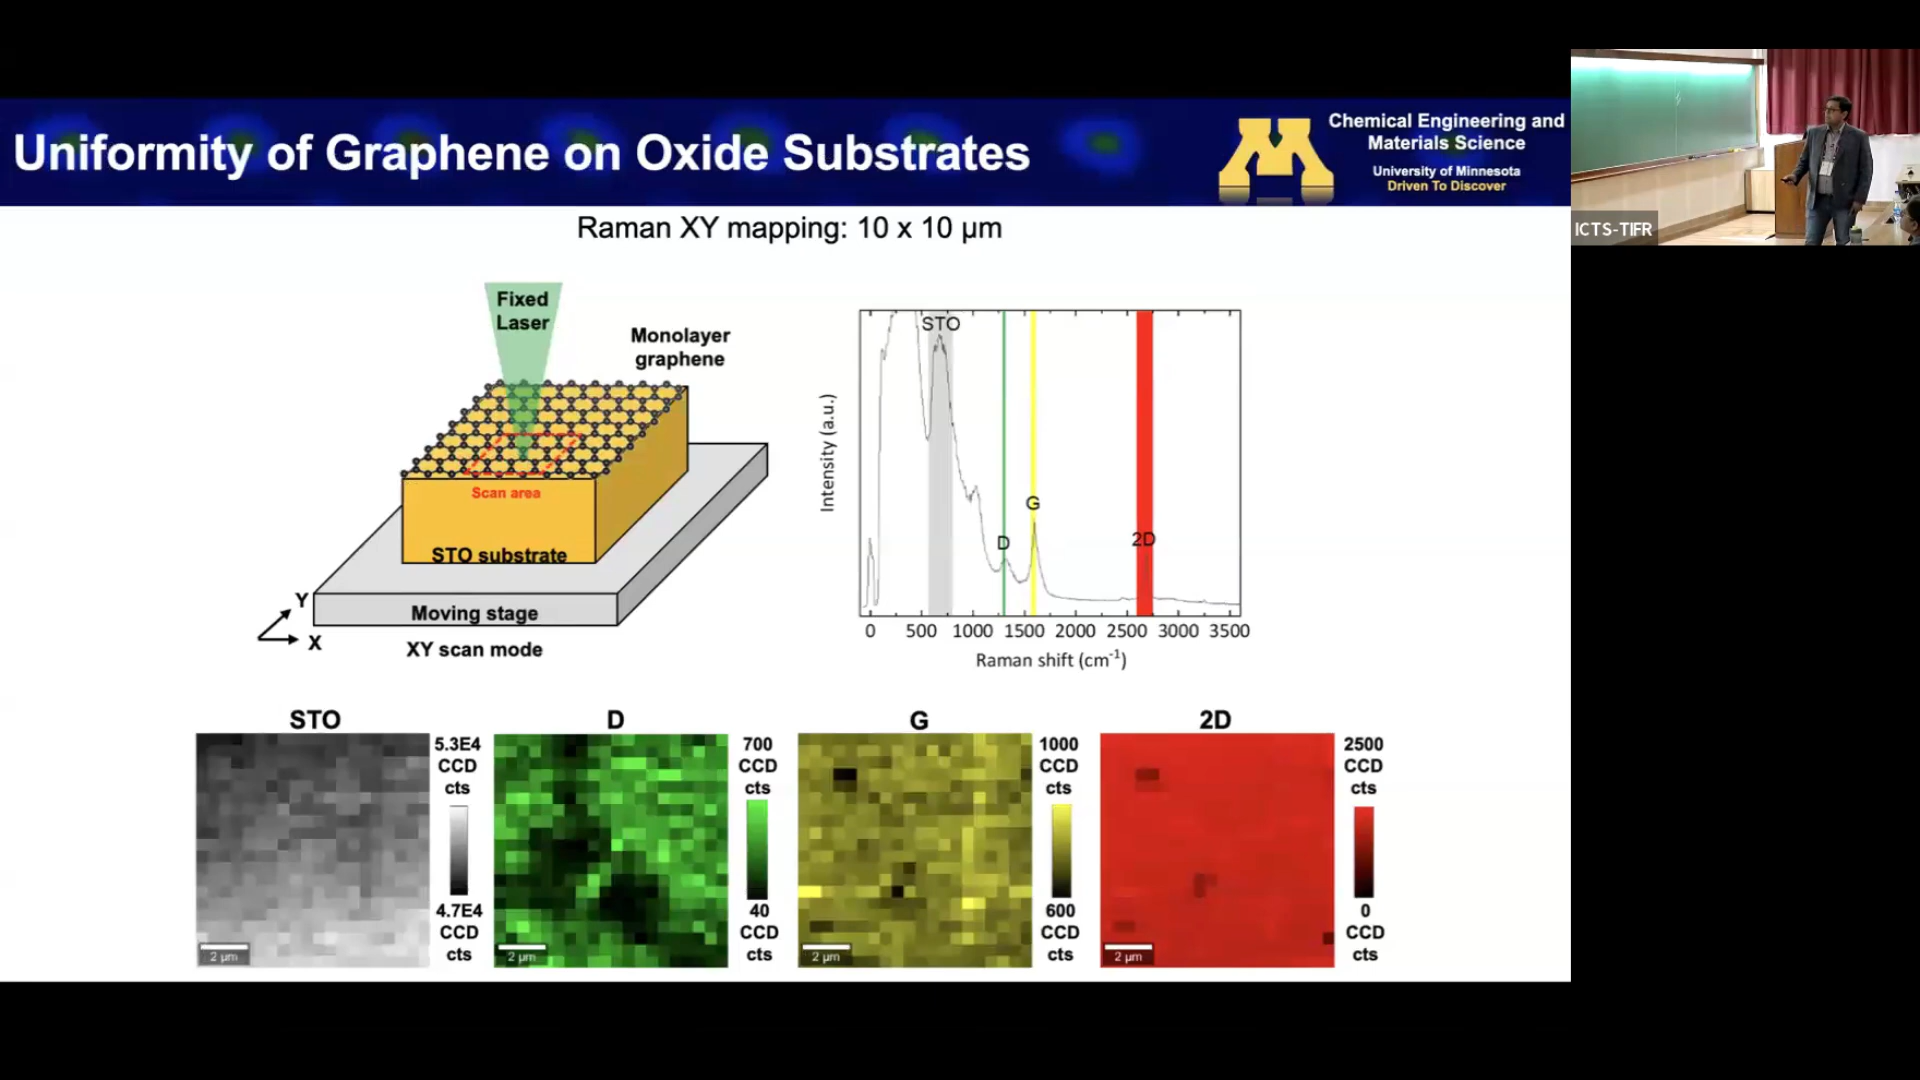 Uniformity of Graphene on Oxide Substrates
Chemical Engineering and
Materials Science
University of Minnesota
Driven To Discover
ICTS-TIFR
Raman XY mapping: 10 x 10 µm
Fixed
Laser
Monolayer
graphene
Scan area
STO substrate
Moving stage
Y
X
XY scan mode
STO
G
D
2D
Intensity (a.u.)
0 500 1000 1500 2000 2500 3000 3500
Raman shift (cm-1)
STO
5.3E4
CCD
cts
4.7E4
CCD
cts
2 µm
D
700
CCD
cts
40
CCD
cts
2 µm
G
1000
CCD
cts
600
CCD
cts
2 µm
2D
2500
CCD
cts
0
CCD
cts
2 µm